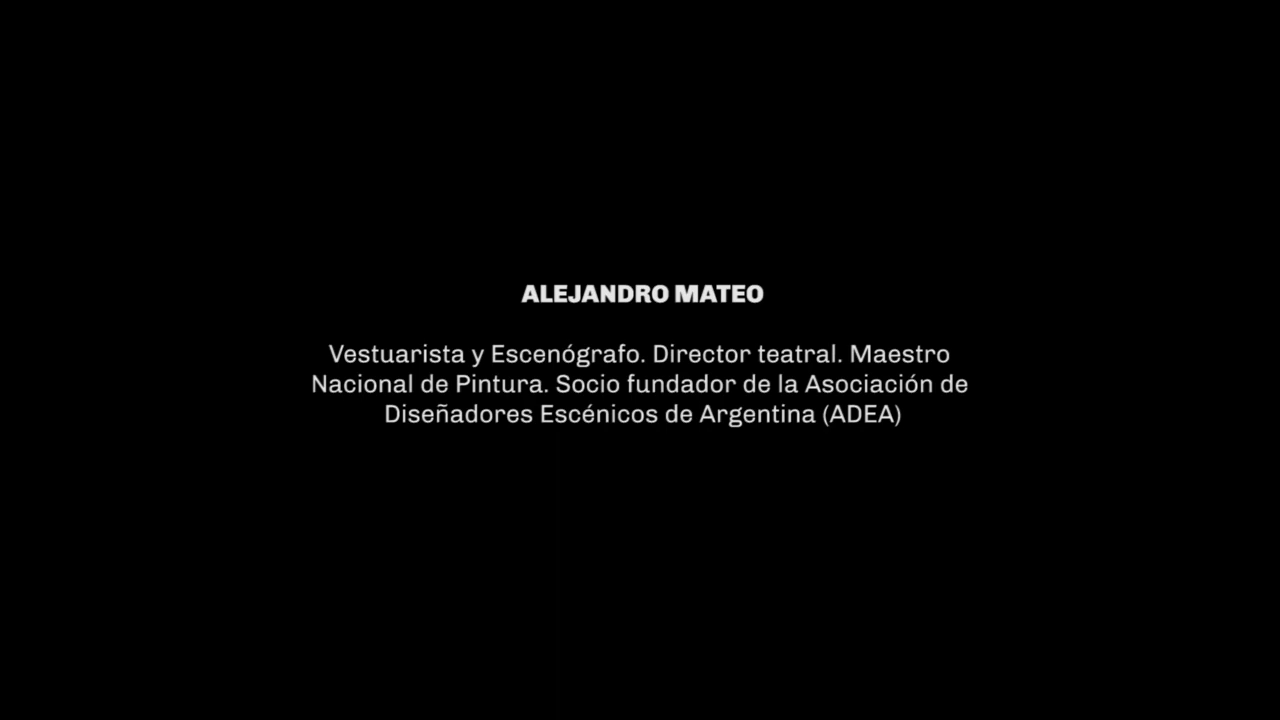 ALEJANDRO MATEO
Vestuarista y Escenógrafo. Director teatral. Maestro
Nacional de Pintura. Socio fundador de la Asociación de
Diseñadores Escénicos de Argentina (ADEA)